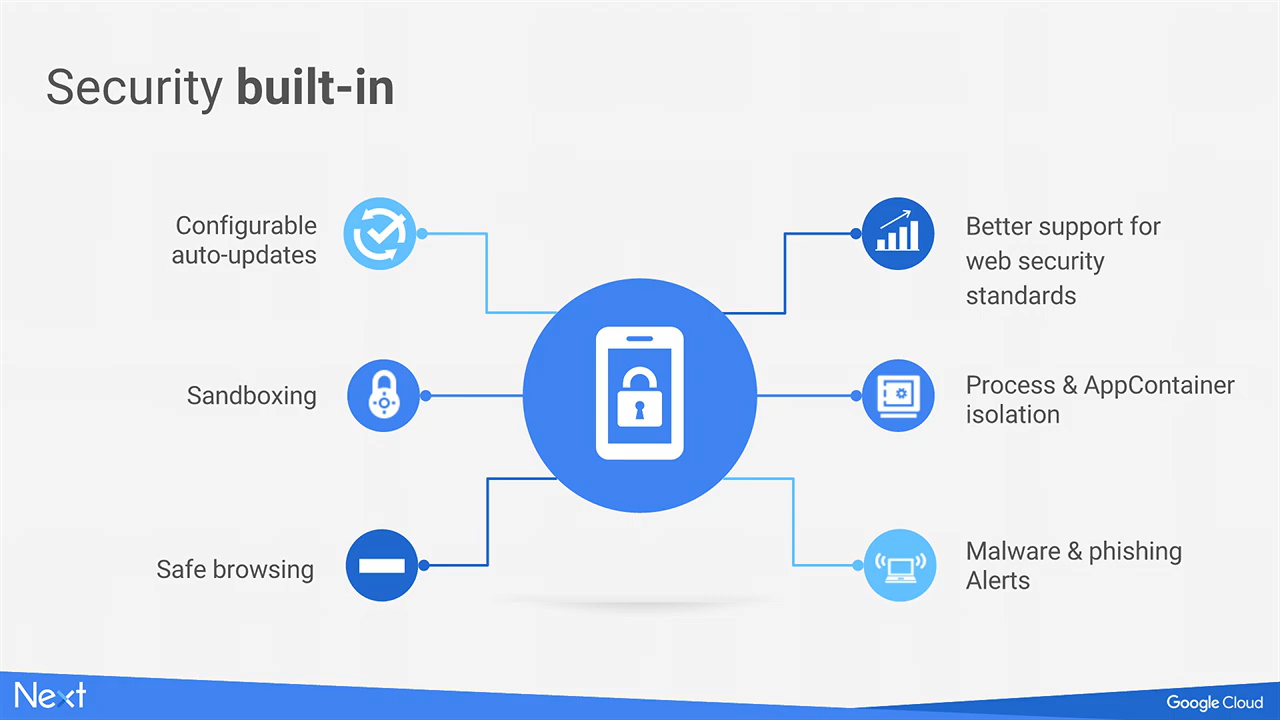 Security built-in
Configurable
auto-updates
Sandboxing
Safe browsing
Better support for
web security
standards
Process & AppContainer
isolation
Malware & phishing
Alerts
Next
Google Cloud